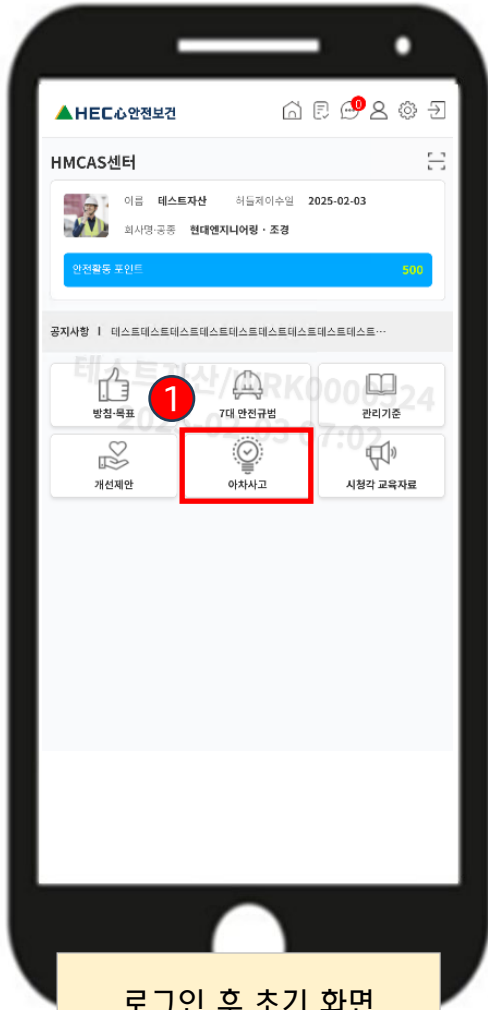 HEC心안전보건
0
HMCAS센터
이름 테스트자산 허들제이수일 2025-02-03
회사명·공종 현대엔지니어링 · 조경
안전활동 포인트 500
공지사항 | 테스트테스트테스트테스트테스트테스트테스트테스트테스트…
1
방침·목표 7대 안전규범 관리기준
개선제안 아차사고 시청각 교육자료
로그인 후 초기 화면